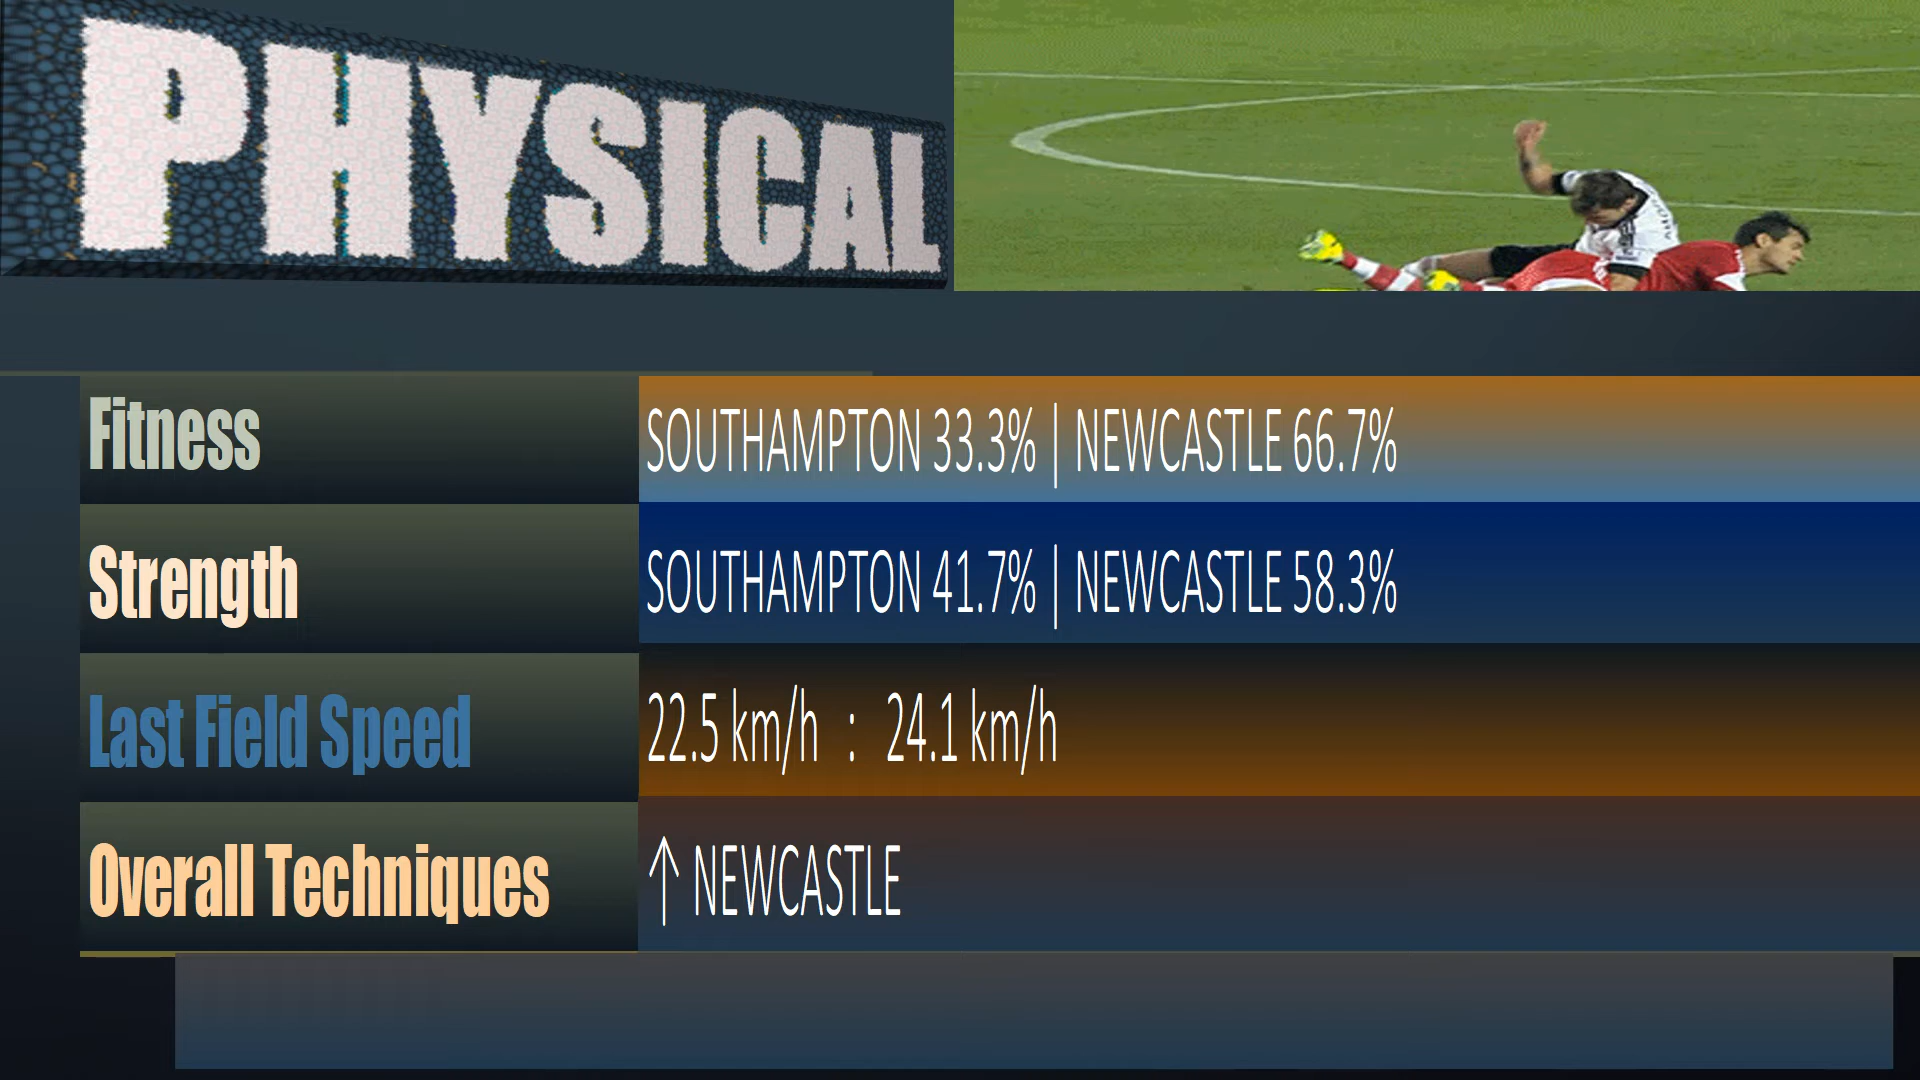 PHYSICAL
Fitness
SOUTHAMPTON 33.3% | NEWCASTLE 66.7%
Strength
SOUTHAMPTON 41.7% | NEWCASTLE 58.3%
Last Field Speed
22.5 km/h : 24.1 km/h
Overall Techniques
↑ NEWCASTLE